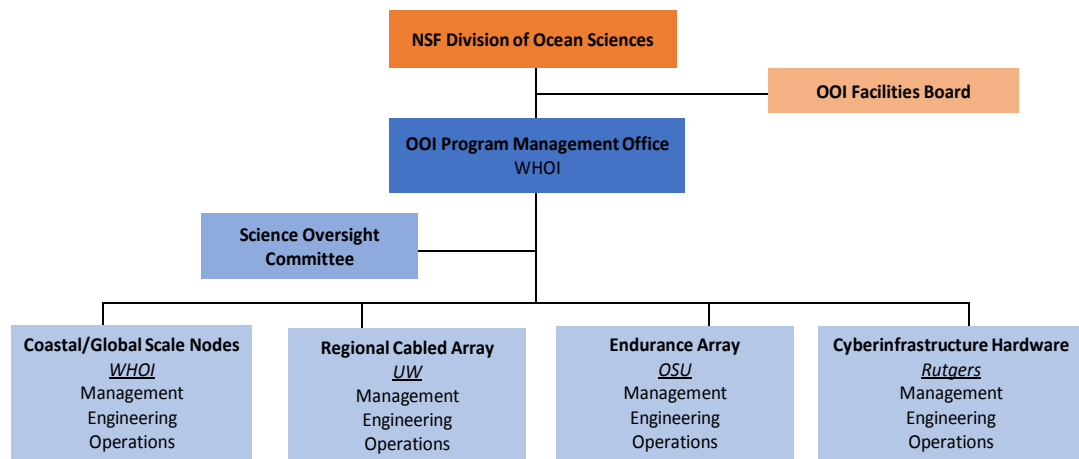 NSF Division of Ocean Sciences
OOI Facilities Board
OOI Program Management Office
WHOI
Science Oversight
Committee
Coastal/Global Scale Nodes
WHOI
Management
Engineering
Operations
Regional Cabled Array
UW
Management
Engineering
Operations
Endurance Array
OSU
Management
Engineering
Operations
Cyberinfrastructure Hardware
Rutgers
Management
Engineering
Operations